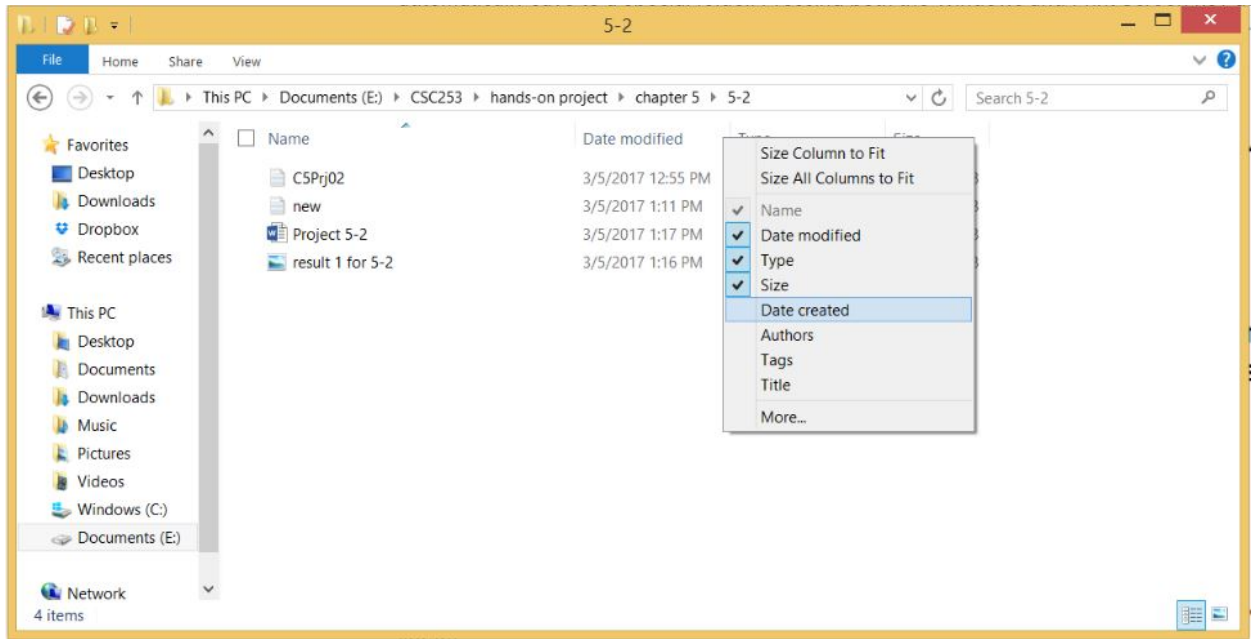 5-2
File Home Share View
This PC Documents (E:) CSC253 hands-on project chapter 5 5-2 Search 5-2
Favorites
Desktop
Downloads
Dropbox
Recent places
This PC
Desktop
Documents
Downloads
Music
Pictures
Videos
Windows (C:)
Documents (E:)
Network
4 items
Name Date modified
C5Prj02 3/5/2017 12:55 PM
new 3/5/2017 1:11 PM
Project 5-2 3/5/2017 1:17 PM
result 1 for 5-2 3/5/2017 1:16 PM
Size Column to Fit
Size All Columns to Fit
Name
Date modified
Type
Size
Date created
Authors
Tags
Title
More...